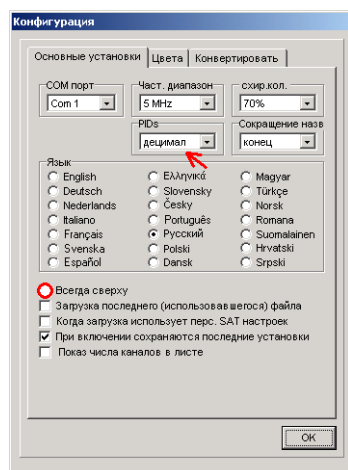 Конфигурация
Основные установки Цвета Конвертировать
COM порт Част. диапазон схир.кол.
Com 1 5 MHz 70%
PIDs Сокращение назв
децимал конец
Язык
English Ελληνικά Magyar
Deutsch Slovensky Türkçe
Nederlands Česky Norsk
Italiano Português Romana
Français Русский Suomalainen
Svenska Polski Hrvatski
Español Dansk Srpski
Всегда сверху
Загрузка последнего (использовавшегося) файла
Когда загрузка использует перс. SAT настроек
При включении сохраняются последние установки
Показ числа каналов в листе
OK